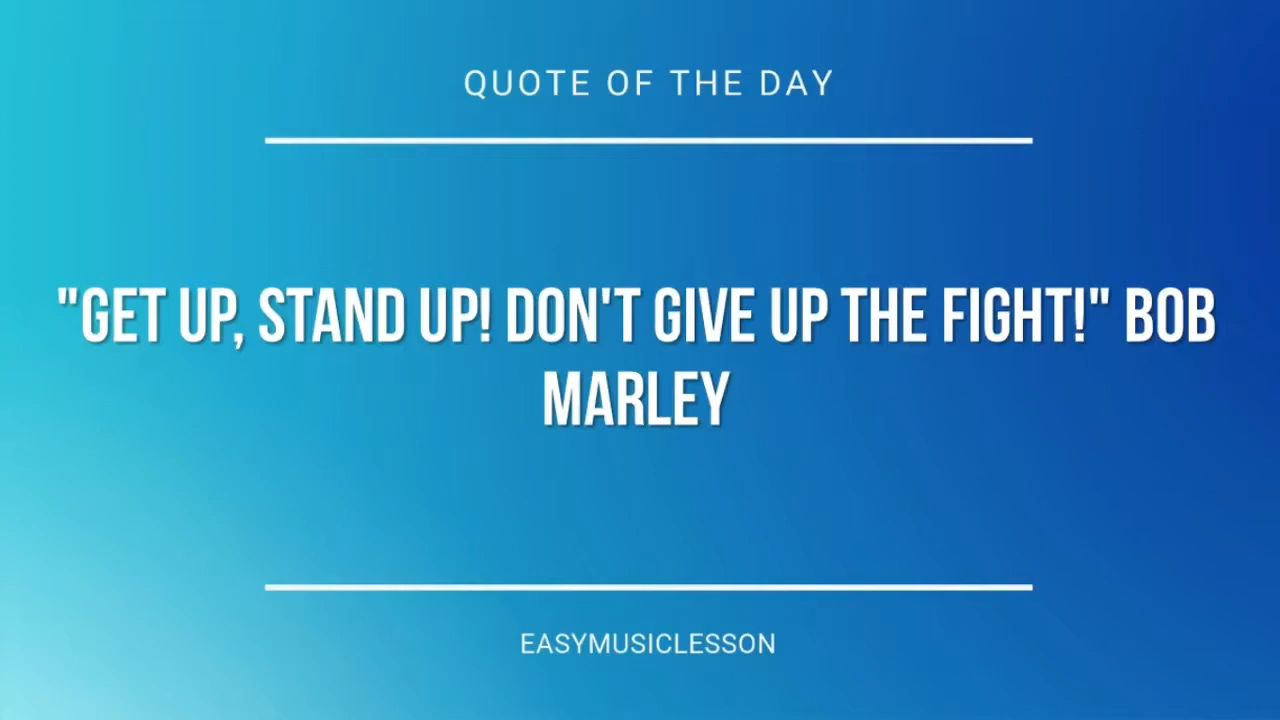 QUOTE OF THE DAY
"GET UP, STAND UP! DON'T GIVE UP THE FIGHT!" BOB
MARLEY
EASYMUSICLESSON